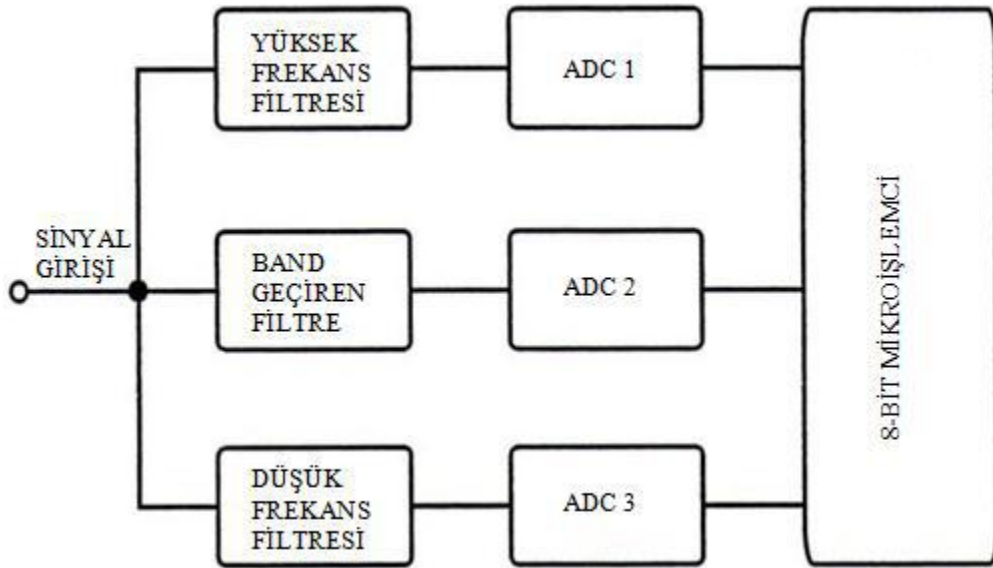 SİNYAL
GİRİŞİ
YÜKSEK
FREKANS
FİLTRESİ
ADC 1
BAND
GEÇİREN
FİLTRE
ADC 2
DÜŞÜK
FREKANS
FİLTRESİ
ADC 3
8-BİT MİKROİŞLEMCİ